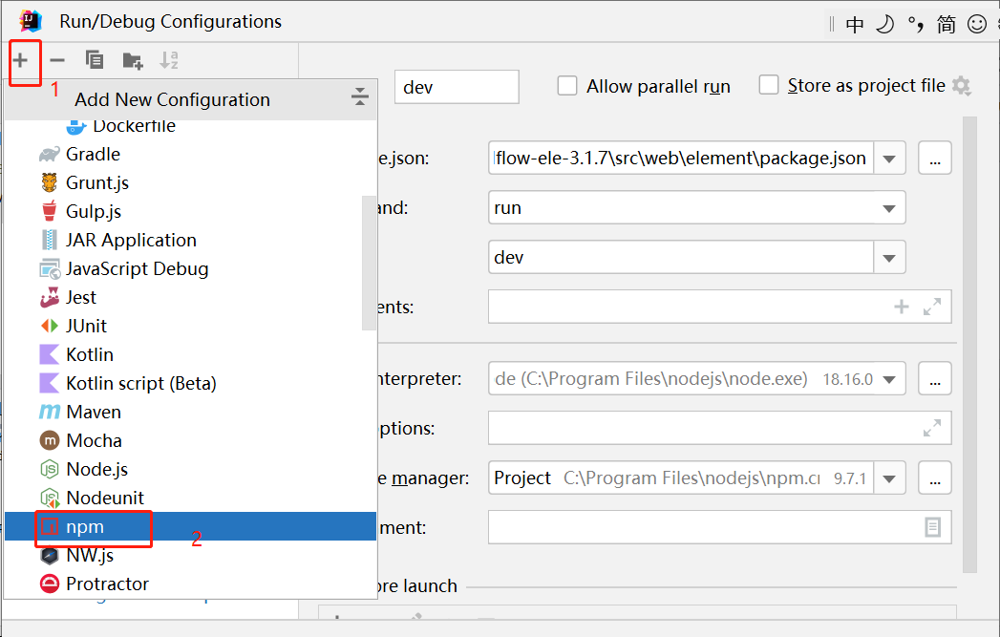 Run/Debug Configurations
中 简
1
Add New Configuration
dev
Allow parallel run
Store as project file
Dockerfile
Gradle
e.json:
flow-ele-3.1.7\src\web\element\package.json
...
Grunt.js
Gulp.js
and:
run
JAR Application
JavaScript Debug
dev
Jest
ents:
JUnit
Kotlin
Kotlin script (Beta)
nterpreter:
de (C:\Program Files\nodejs\node.exe) 18.16.0
...
Maven
Mocha
ptions:
Node.js
e manager:
Project C:\Program Files\nodejs\npm.cr 9.7.1
...
Nodeunit
npm
2
ment:
NW.js
Protractor
ore launch